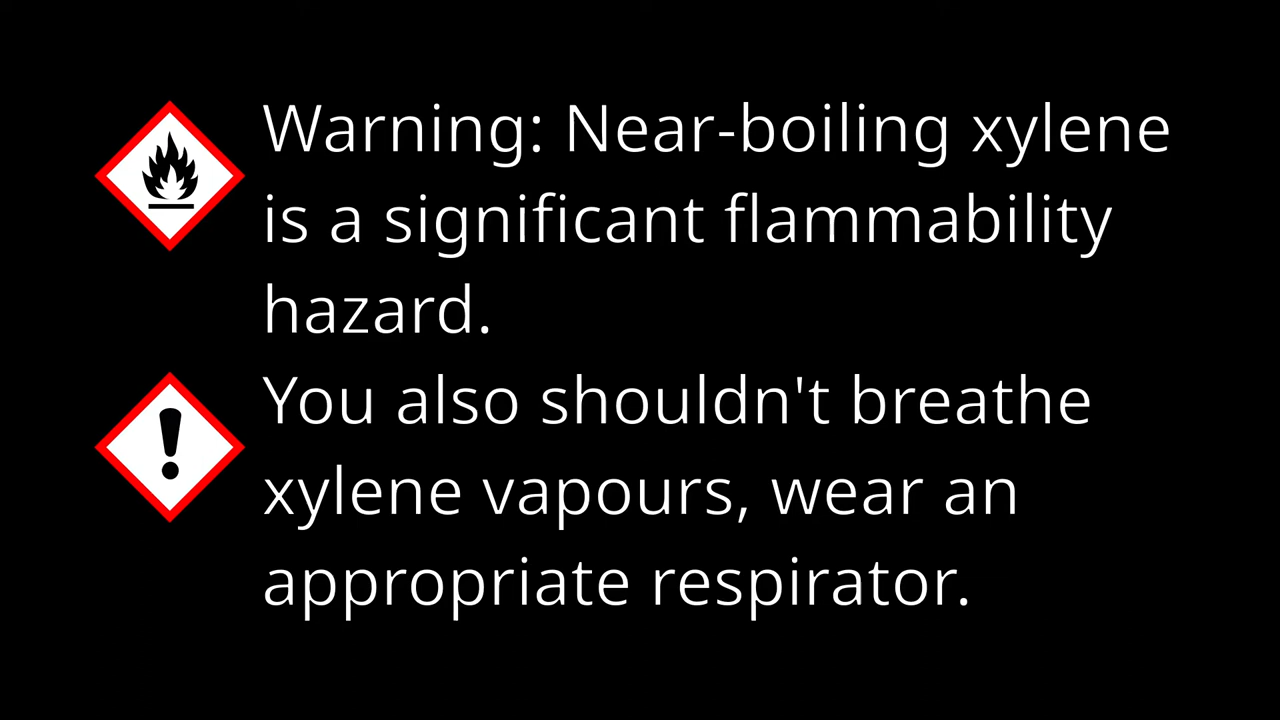 Warning: Near-boiling xylene
is a significant flammability
hazard.
You also shouldn't breathe
xylene vapours, wear an
appropriate respirator.